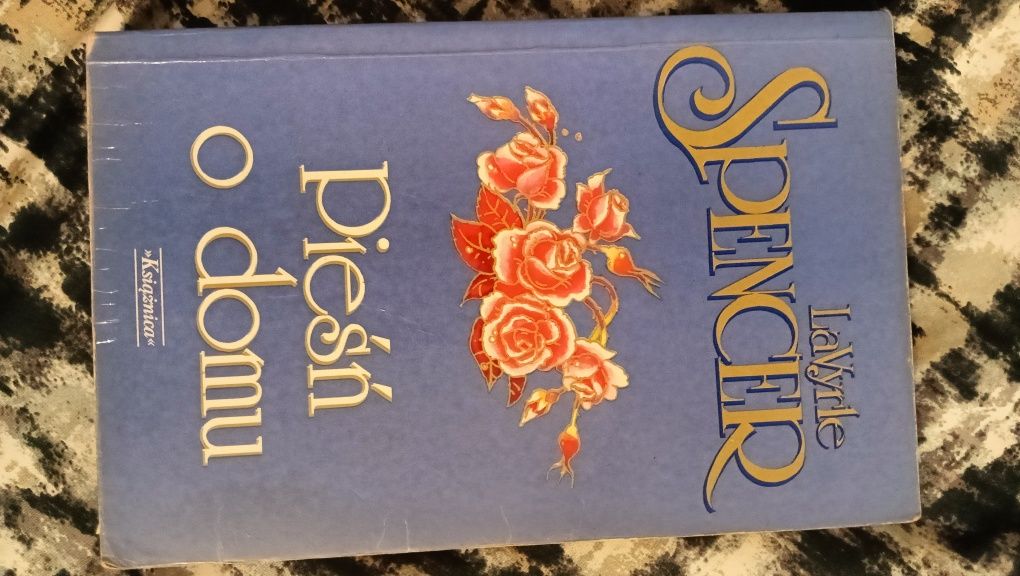 LaVyrle
SPENCER
pieśń
o domu
»Książnica«